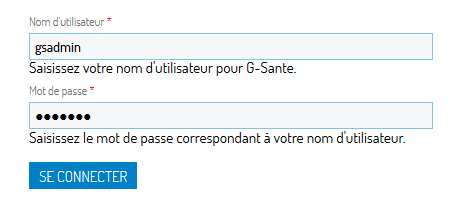 Nom d'utilisateur *
gsadmin
Saisissez votre nom d'utilisateur pour G-Sante.
Mot de passe *
●●●●●●●
Saisissez le mot de passe correspondant à votre nom d'utilisateur.
SE CONNECTER